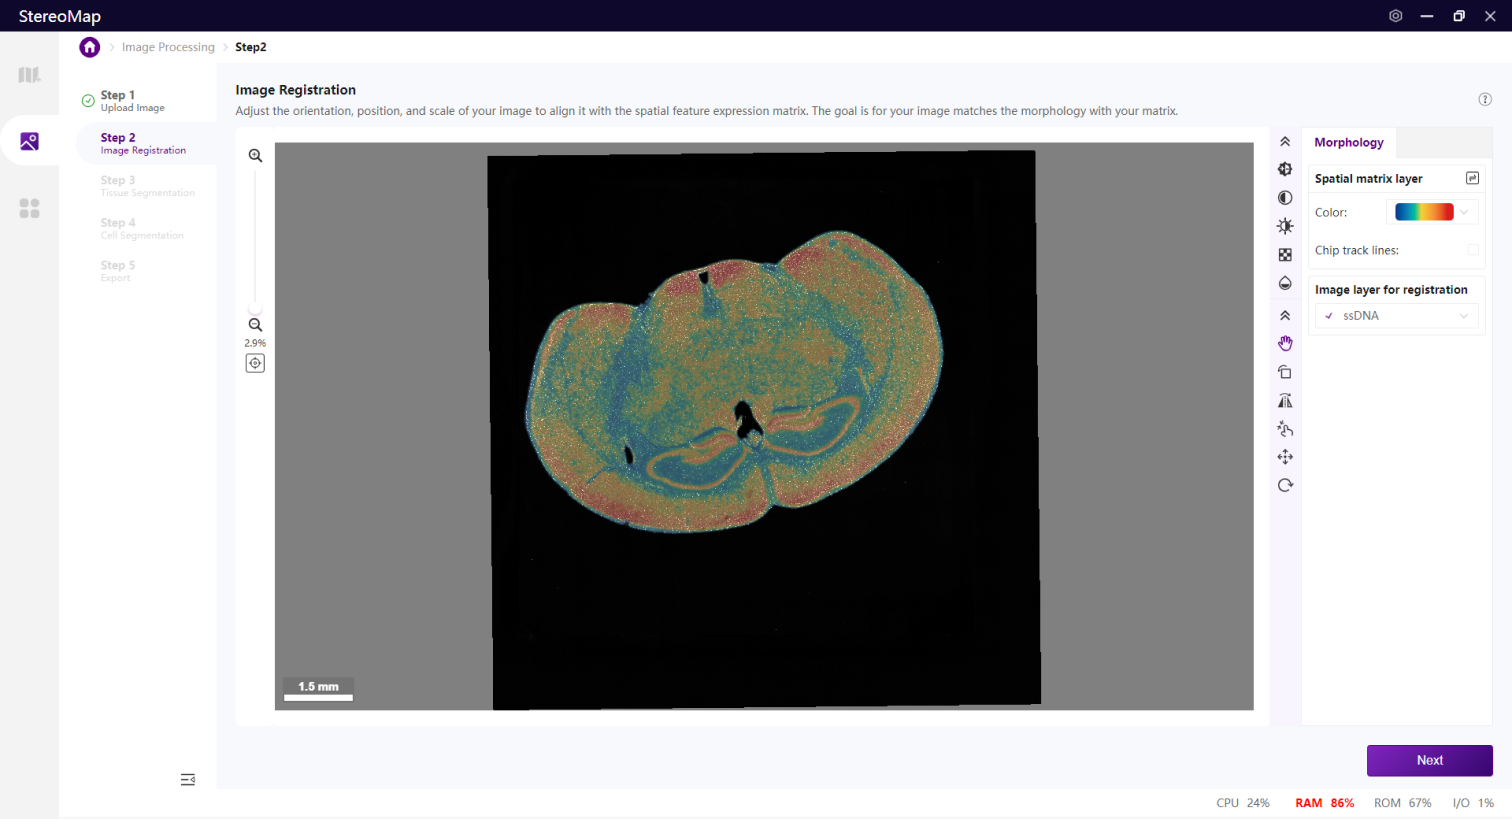 StereoMap
Image Processing
Step2
Step 1
Upload Image
Step 2
Image Registration
Step 3
Tissue Segmentation
Step 4
Cell Segmentation
Step 5
Export
Image Registration
Adjust the orientation, position, and scale of your image to align it with the spatial feature expression matrix. The goal is for your image matches the morphology with your matrix.
2.9%
1.5 mm
Morphology
Spatial matrix layer
Color:
Chip track lines:
Image layer for registration
ssDNA
Next
CPU 24% RAM 86% ROM 67% I/O 1%